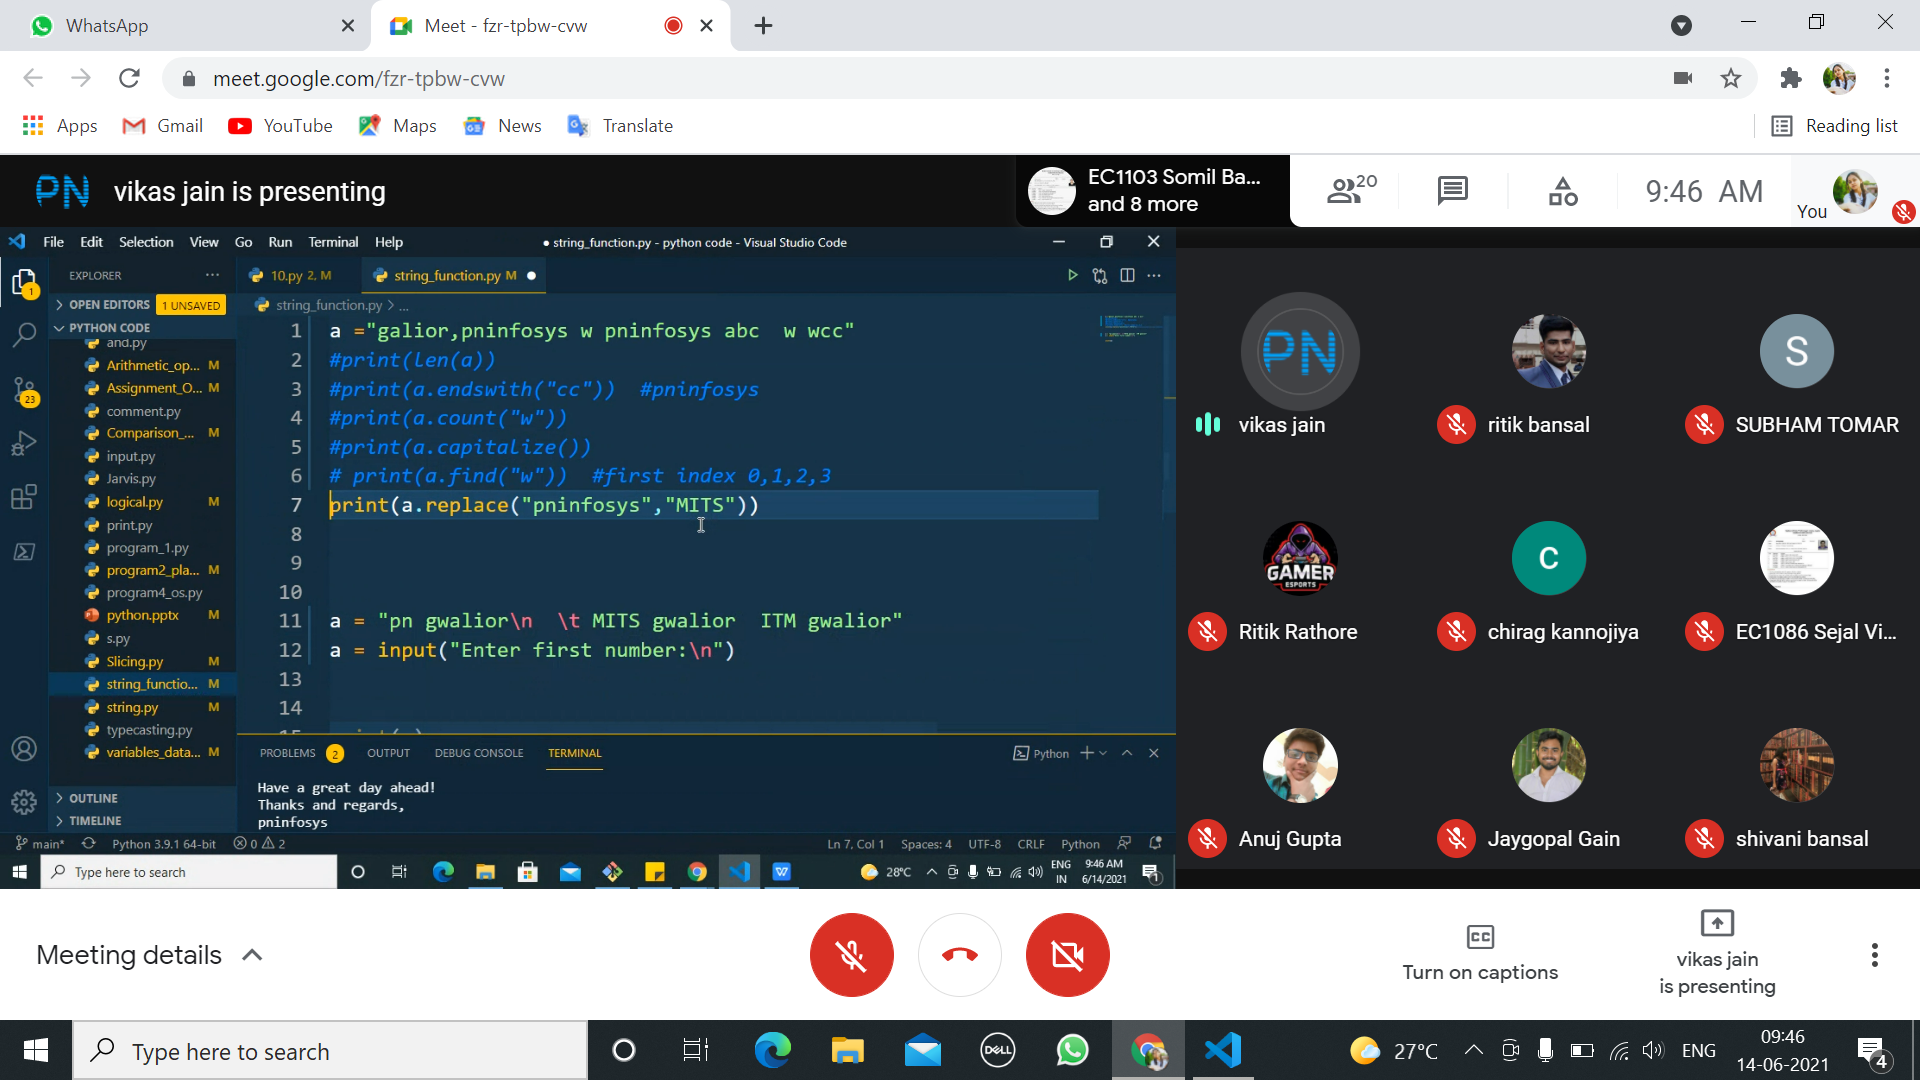 WhatsApp
Meet - fzr-tpbw-cvw
meet.google.com/fzr-tpbw-cvw
Apps
Gmail
YouTube
Maps
News
Translate
Reading list
PN
vikas jain is presenting
EC1103 Somil Ba...
and 8 more
20
9:46 AM
You
File Edit Selection View Go Run Terminal Help
● string_function.py - python code - Visual Studio Code
EXPLORER
10.py 2, M
string_function.py M
OPEN EDITORS
1 UNSAVED
string_function.py > ...
PYTHON CODE
and.py
Arithmetic_op... M
Assignment_O... M
comment.py
Comparison_... M
input.py
Jarvis.py
logical.py M
print.py
program_1.py
program2_pla... M
program4_os.py
python.pptx M
s.py
Slicing.py M
string_functio... M
string.py M
typecasting.py
variables_data... M
OUTLINE
TIMELINE
1
23
1 a ="galior,pninfosys w pninfosys abc  w wcc"
2 #print(len(a))
3 #print(a.endswith("cc"))  #pninfosys
4 #print(a.count("w"))
5 #print(a.capitalize())
6 # print(a.find("w"))  #first index 0,1,2,3
7 print(a.replace("pninfosys","MITS"))
8
9
10
11 a = "pn gwalior\n  \t MITS gwalior  ITM gwalior"
12 a = input("Enter first number:\n")
13
14
PROBLEMS 2 OUTPUT DEBUG CONSOLE TERMINAL
Python
Have a great day ahead!
Thanks and regards,
pninfosys
main*
Python 3.9.1 64-bit
0 2
Ln 7, Col 1
Spaces: 4
UTF-8
CRLF
Python
Type here to search
28°C
ENG
IN
9:46 AM
6/14/2021
1
PN
vikas jain
ritik bansal
S
SUBHAM TOMAR
GAMER
ESPORTS
Ritik Rathore
C
chirag kannojiya
EC1086 Sejal Vi...
Anuj Gupta
Jaygopal Gain
shivani bansal
Meeting details
CC
Turn on captions
vikas jain
is presenting
Type here to search
DELL
27°C
ENG
09:46
14-06-2021
4